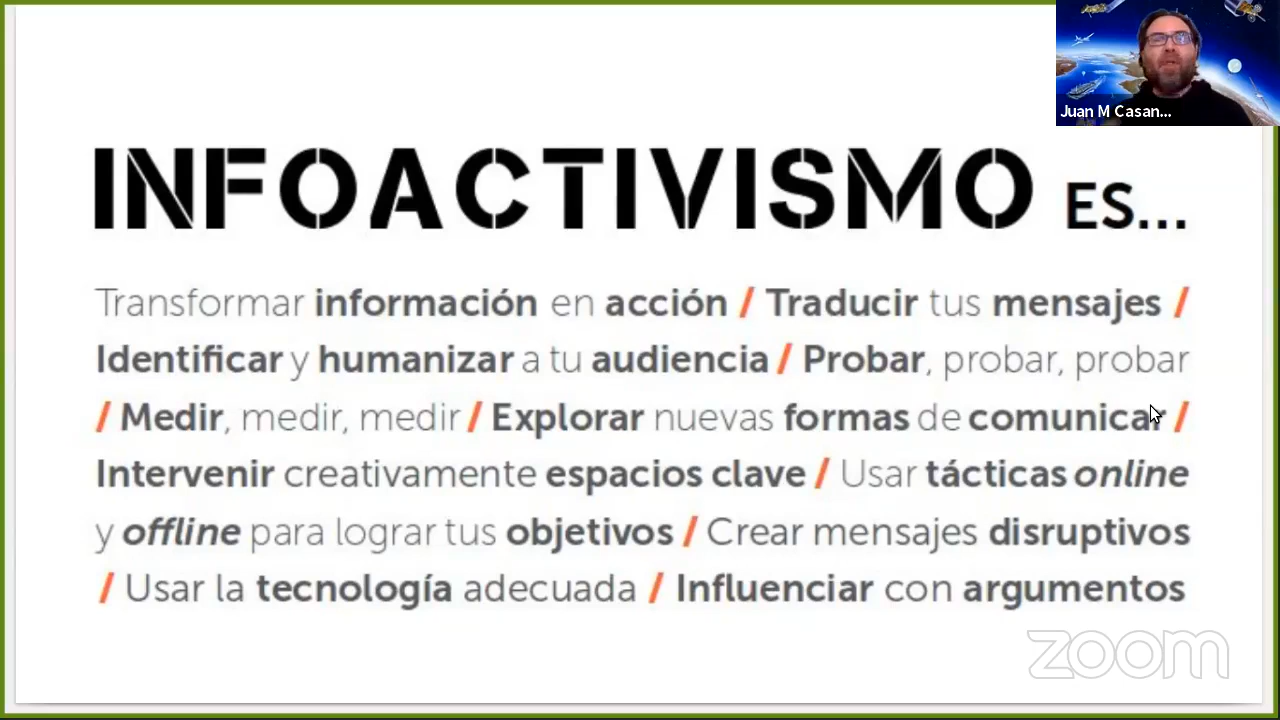 Juan M Casan...
INFOACTIVISMO ES...
Transformar información en acción / Traducir tus mensajes /
Identificar y humanizar a tu audiencia / Probar, probar, probar
/ Medir, medir, medir / Explorar nuevas formas de comunicar /
Intervenir creativamente espacios clave / Usar tácticas online
y offline para lograr tus objetivos / Crear mensajes disruptivos
/ Usar la tecnología adecuada / Influenciar con argumentos
zoom